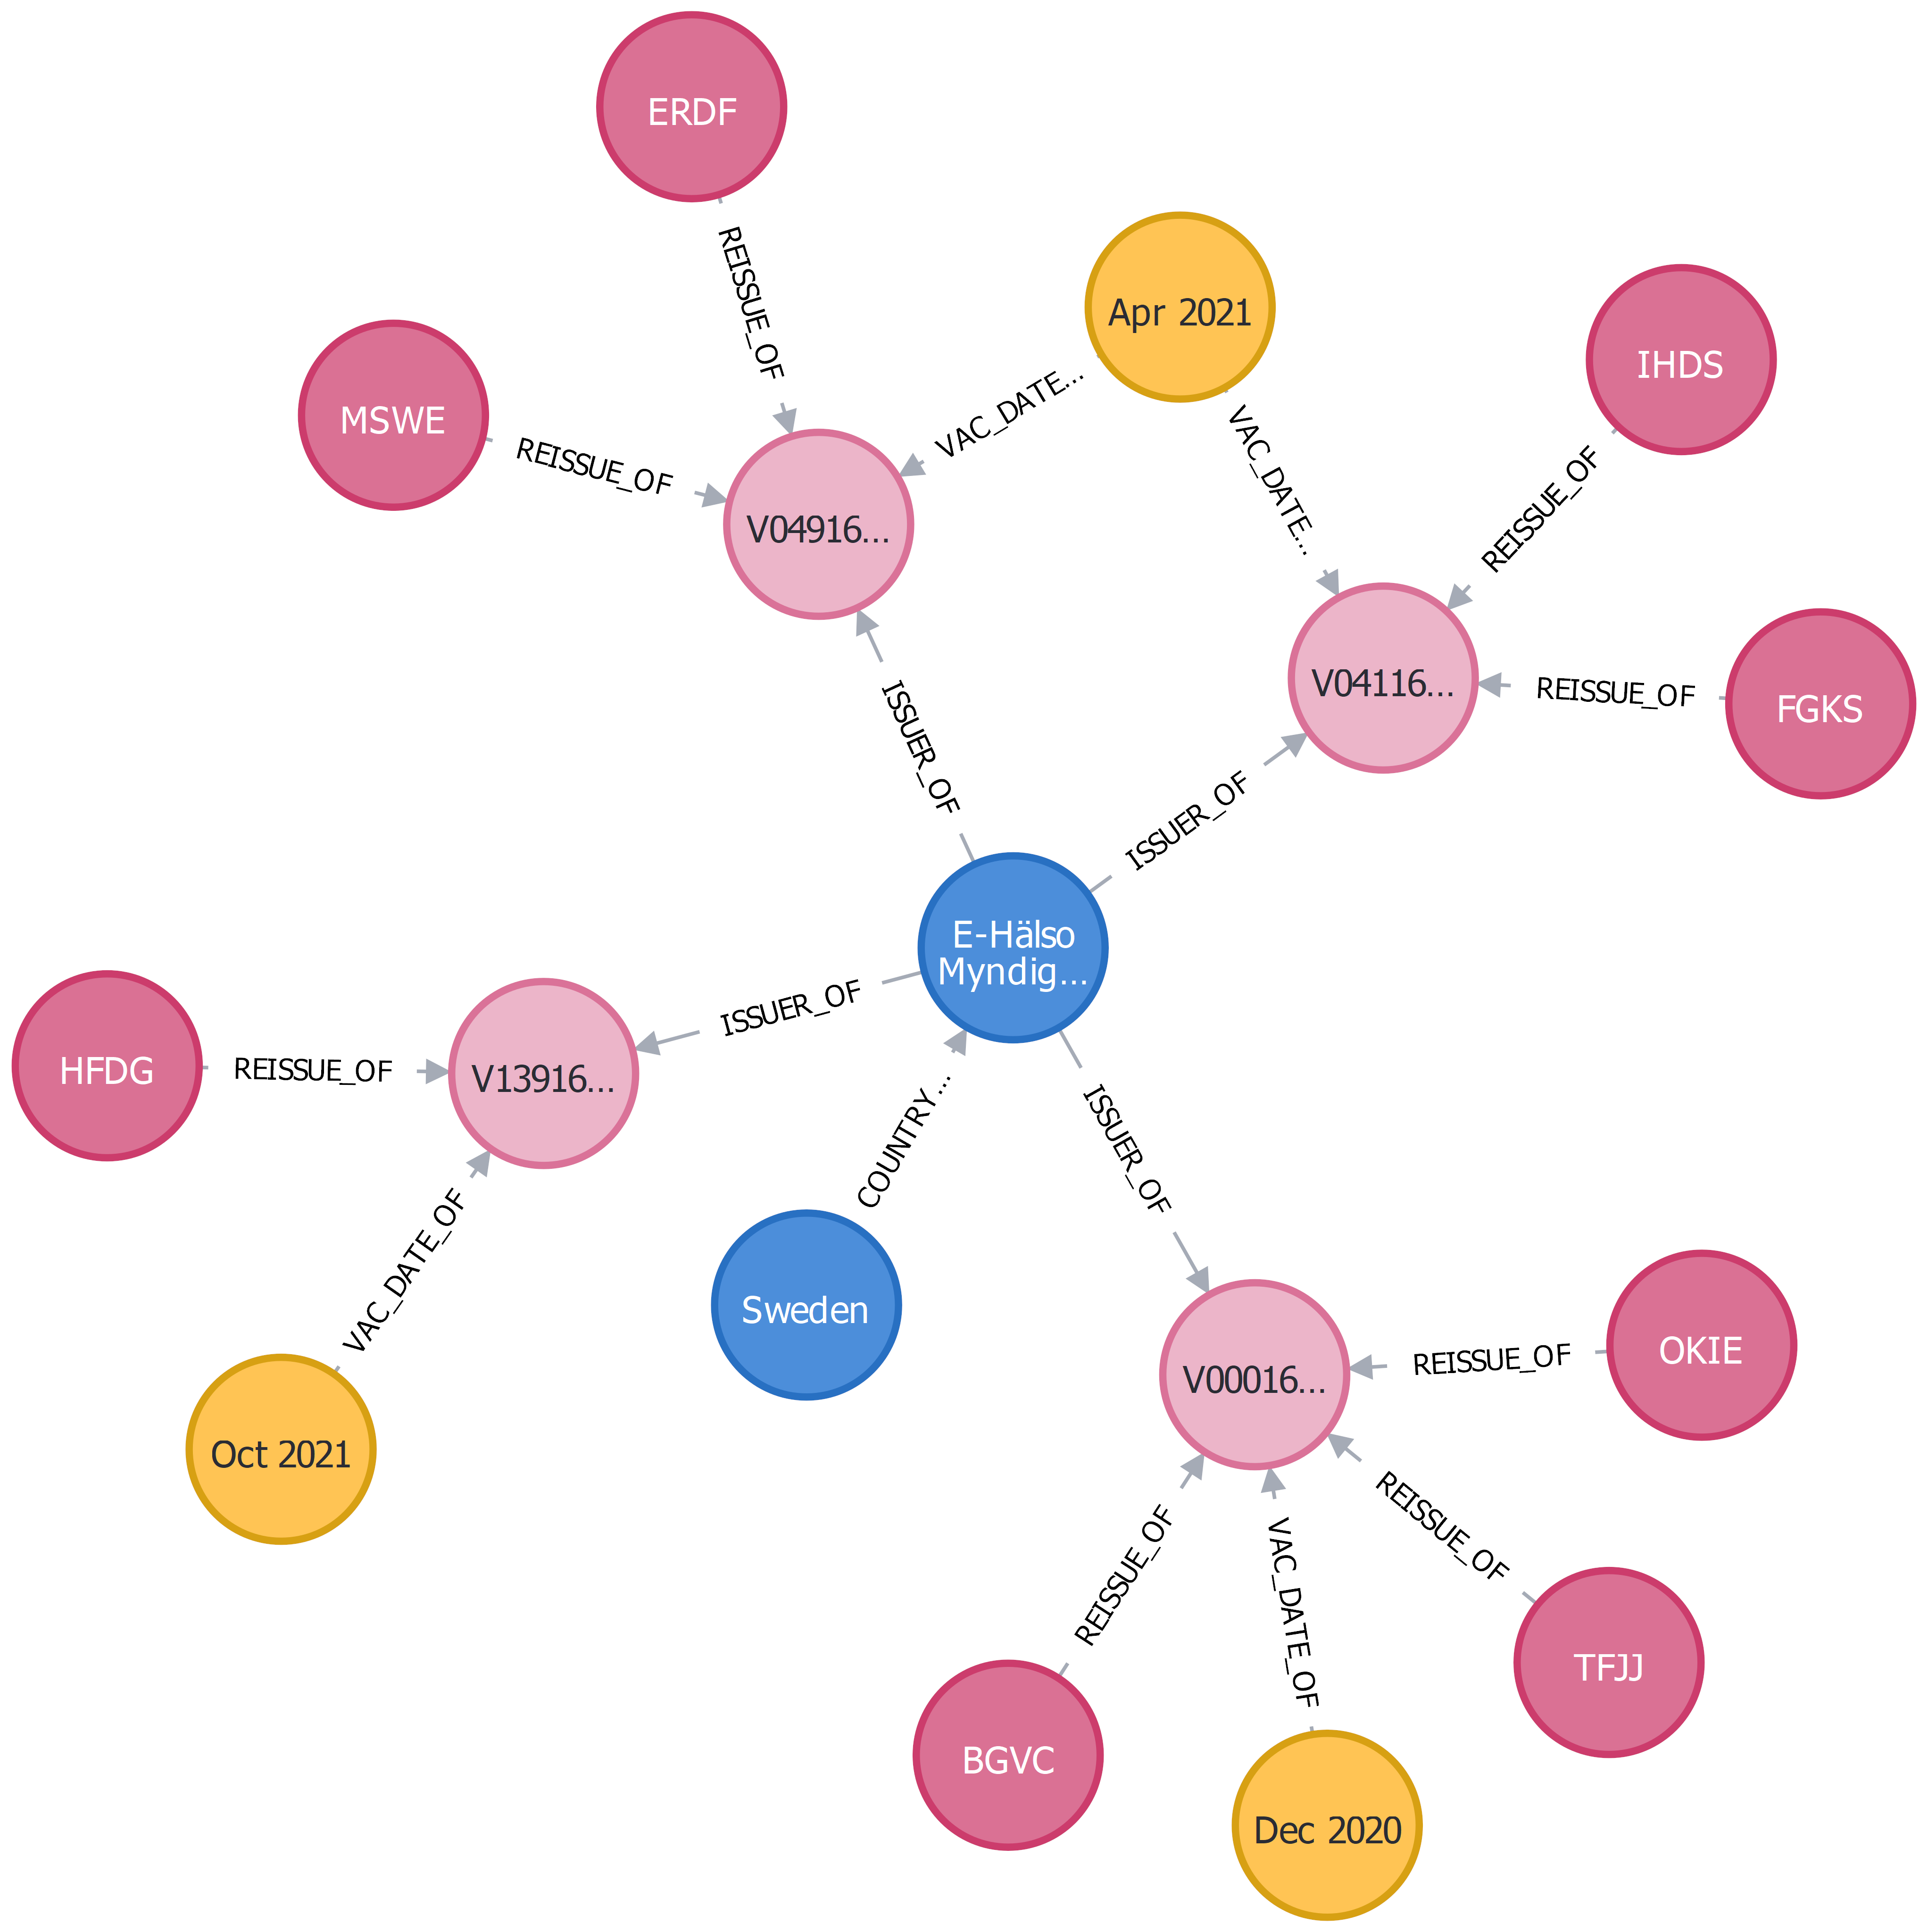 ERDF
REISSUE_OF
Apr 2021
IHDS
MSWE
REISSUE_OF
VAC_DATE...
VAC_DATE...
REISSUE_OF
V04916...
V04116...
REISSUE_OF
FGKS
ISSUER_OF
ISSUER_OF
E-Hälso
Myndig...
ISSUER_OF
HFDG
REISSUE_OF
V13916...
COUNTRY...
ISSUER_OF
VAC_DATE_OF
Sweden
OKIE
REISSUE_OF
V00016...
Oct 2021
REISSUE_OF
REISSUE_OF
VAC_DATE_OF
TFJJ
BGVC
Dec 2020